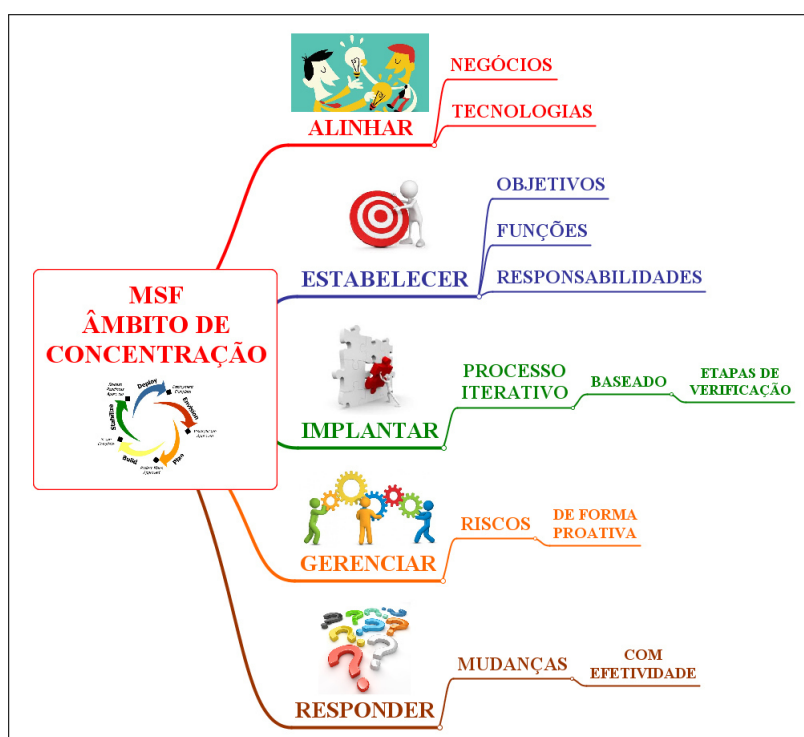 ALINHAR
NEGÓCIOS
TECNOLOGIAS
ESTABELECER
OBJETIVOS
FUNÇÕES
RESPONSABILIDADES
MSF
ÂMBITO DE
CONCENTRAÇÃO
Deploy
Envision
Plan
Build
Stabilize
IMPLANTAR
PROCESSO
ITERATIVO
BASEADO
ETAPAS DE
VERIFICAÇÃO
GERENCIAR
RISCOS
DE FORMA
PROATIVA
RESPONDER
MUDANÇAS
COM
EFETIVIDADE